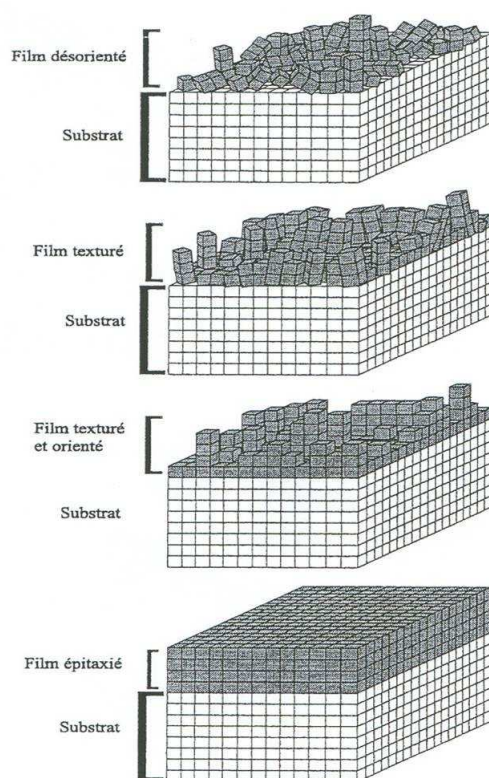 Film désorienté
Substrat
Film texturé
Substrat
Film texturé
et orienté
Substrat
Film épitaxié
Substrat